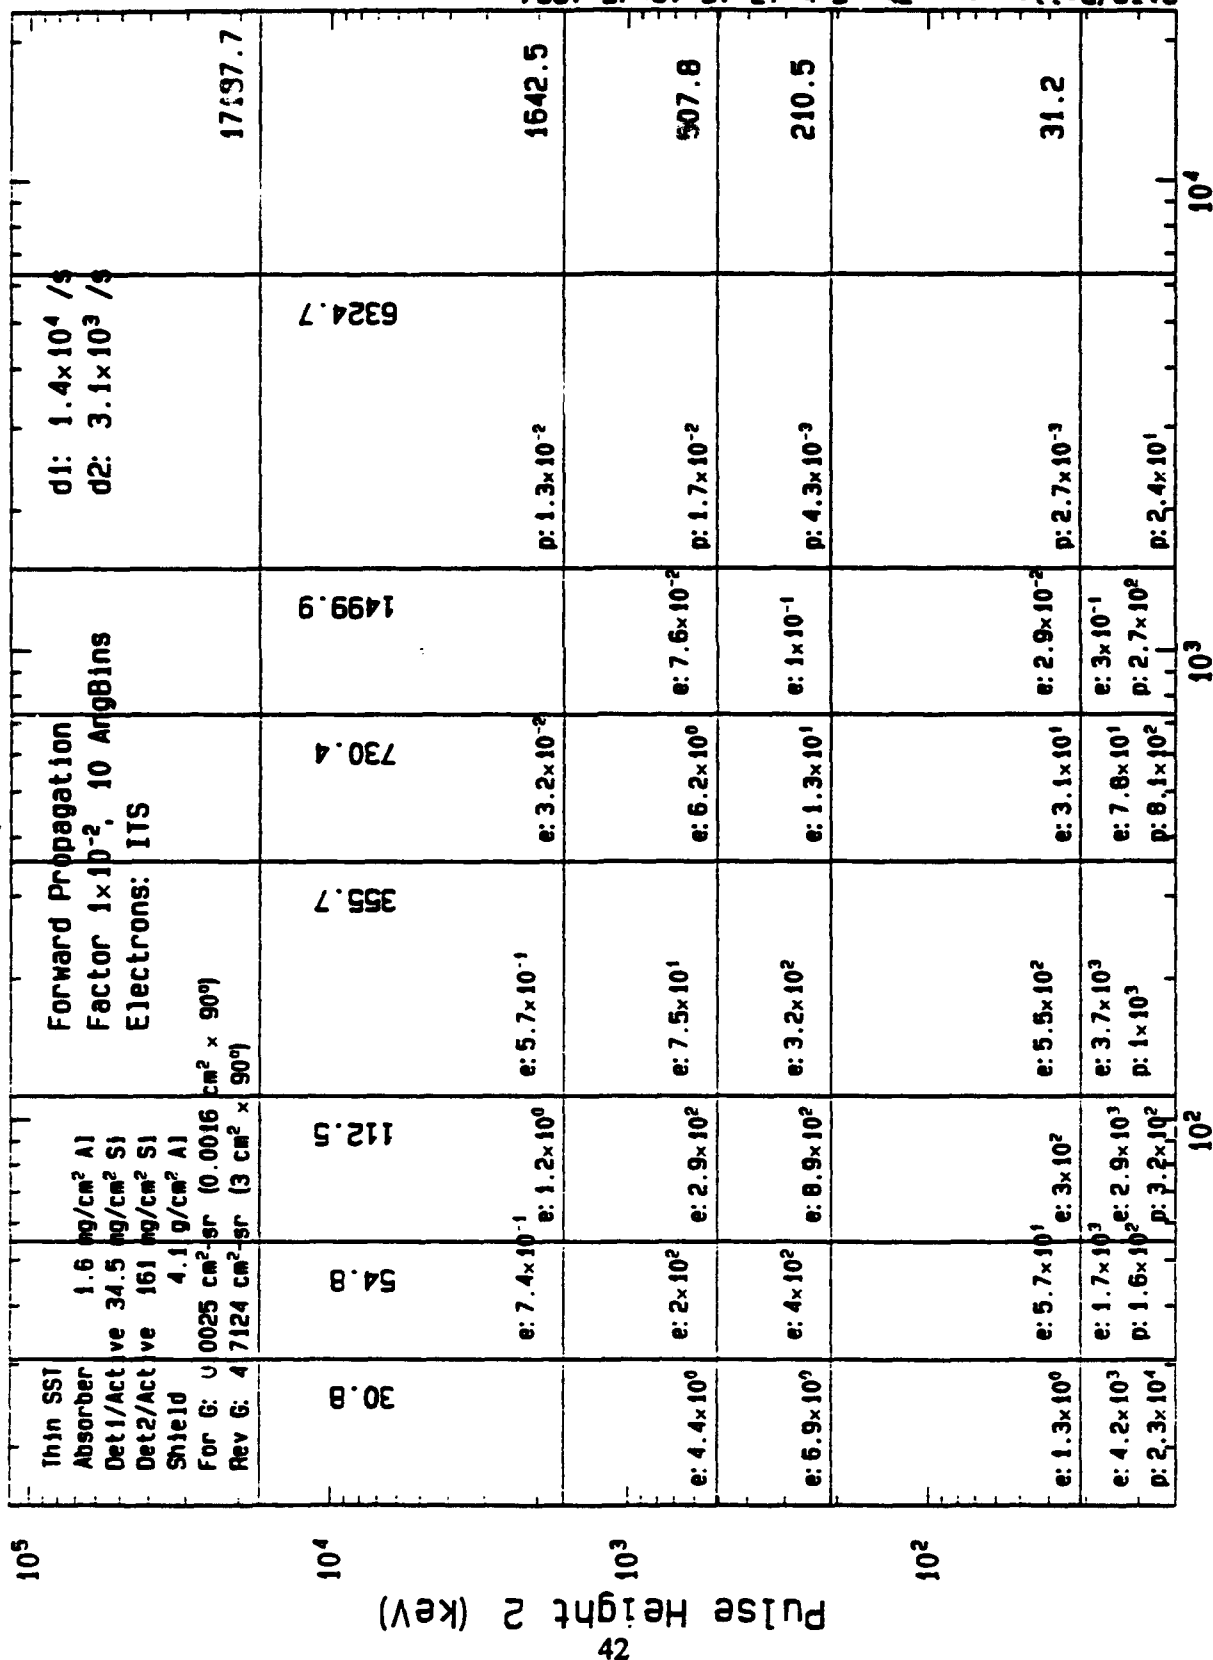 Thin SST
Absorber 1.6 mg/cm² Al
Det1/Active 34.5 mg/cm² Si
Det2/Active 161 mg/cm² Si
Shield 4.1 g/cm² Al
For G: 0 0025 cm²-sr (0.0016 cm² × 90º)
Rev G: 4 7124 cm²-sr (3 cm² × 90º)
Forward Propagation
Factor 1×10⁻², 10 AngBins
Electrons: ITS
d1: 1.4×10⁴ /s
d2: 3.1×10³ /s
17197.7
30.8 54.8 112.5 355.7 730.4 1499.9 6324.7
e: 7.4×10⁻¹ e: 1.2×10⁰ e: 5.7×10⁻¹ e: 3.2×10⁻² p: 1.3×10⁻² 1642.5
e: 4.4×10⁰ e: 2×10² e: 2.9×10² e: 7.5×10¹ e: 6.2×10⁰ e: 7.6×10⁻² p: 1.7×10⁻² 507.8
e: 6.9×10⁰ e: 4×10² e: 8.9×10² e: 3.2×10² e: 1.3×10¹ e: 1×10⁻¹ p: 4.3×10⁻³ 210.5
e: 1.3×10⁰ e: 5.7×10¹ e: 3×10² e: 5.5×10² e: 3.1×10¹ e: 2.9×10⁻² p: 2.7×10⁻³ 31.2
e: 4.2×10³ e: 1.7×10³ e: 2.9×10³ e: 3.7×10³ e: 7.8×10¹ e: 3×10⁻¹
p: 2.3×10⁴ p: 1.6×10² p: 3.2×10² p: 1×10³ p: 8.1×10² p: 2.7×10² p: 2.4×10¹
10⁵
10⁴
10³
10²
Pulse Height 2 (keV)
10² 10³ 10⁴
42